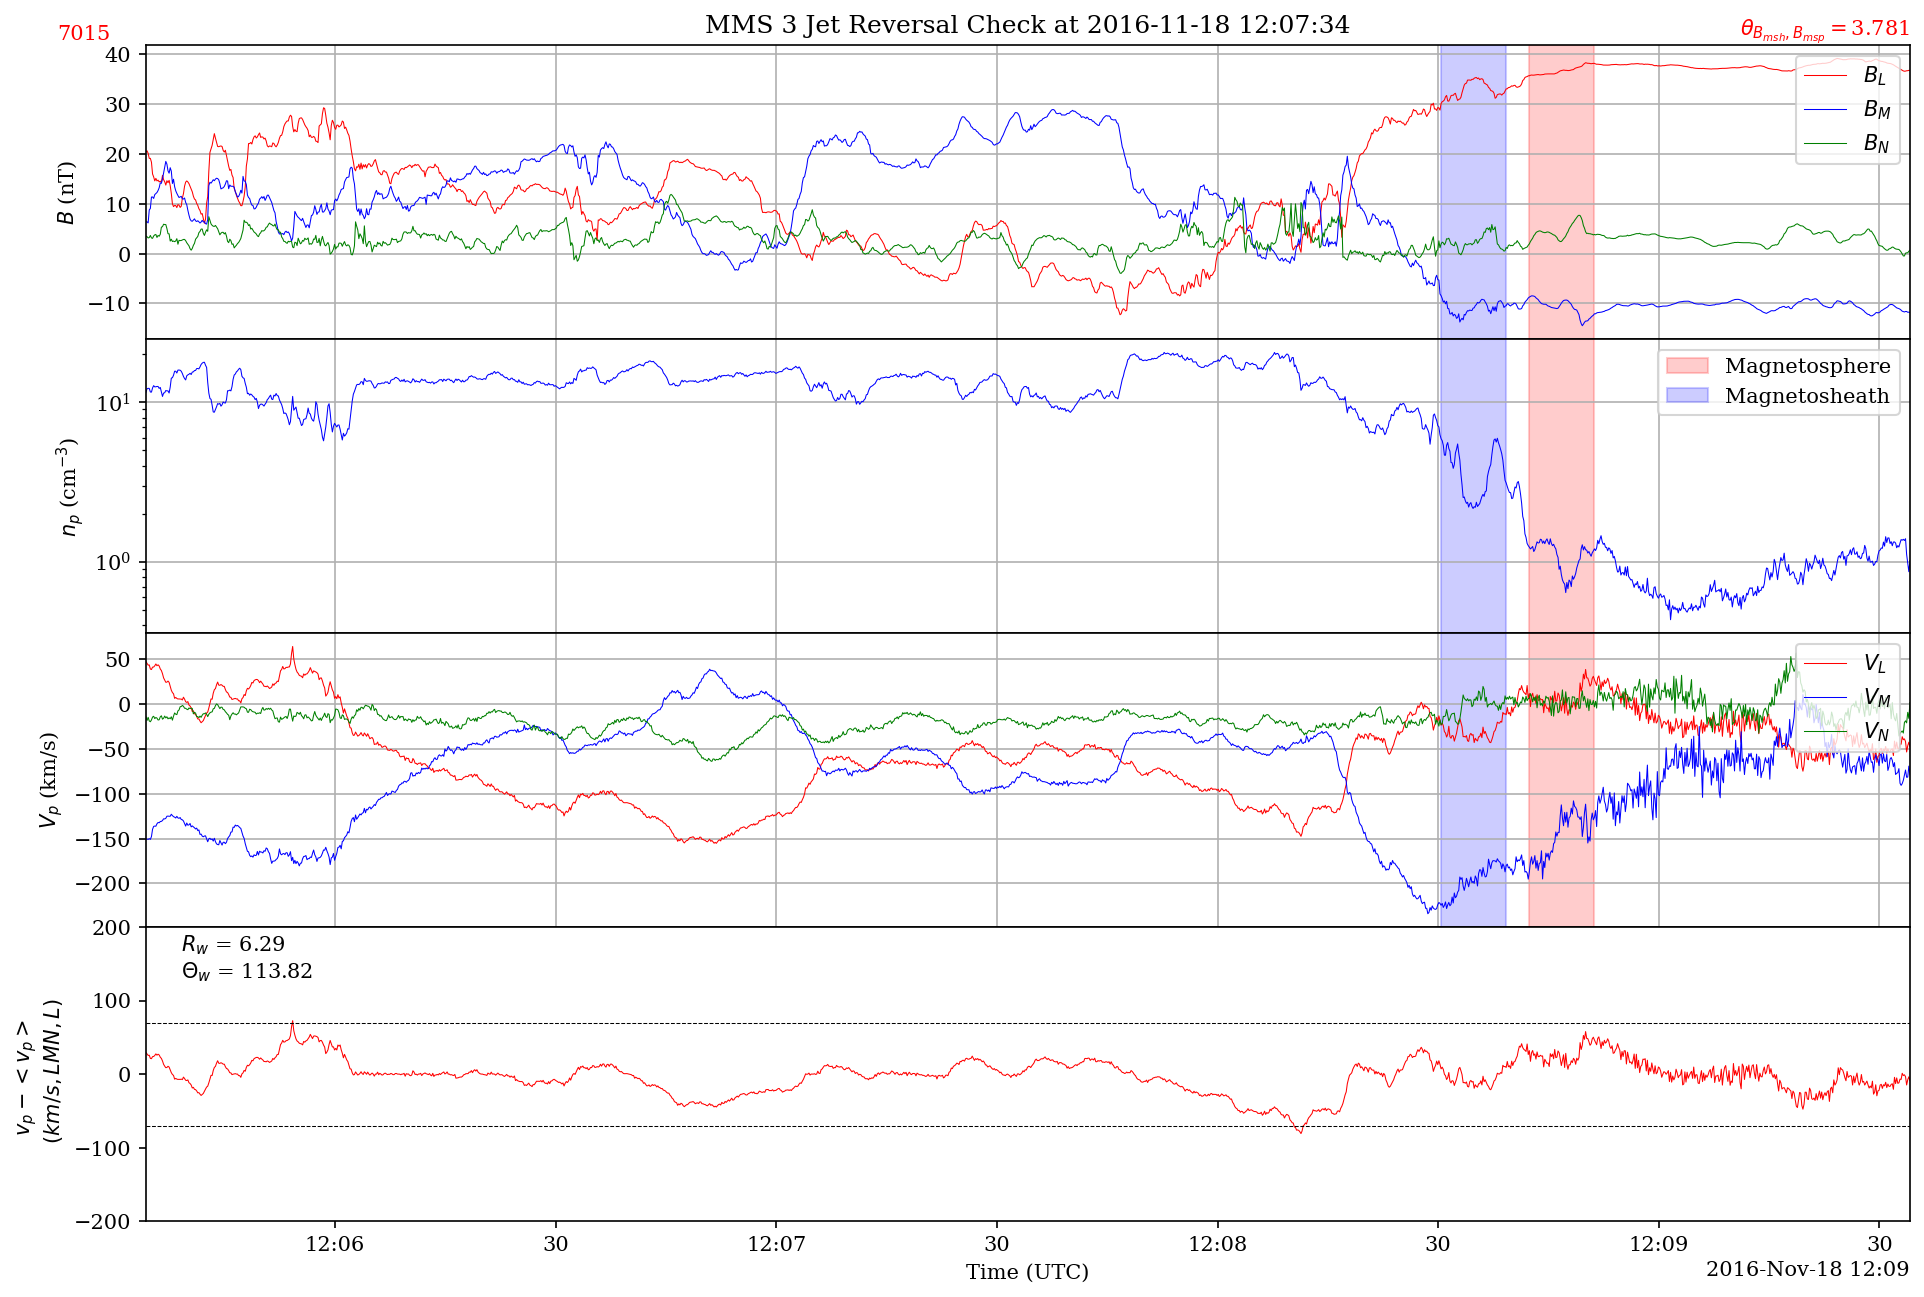 MMS 3 Jet Reversal Check at 2016-11-18 12:07:34
7015
θ_{B_{msh}, B_{msp}} = 3.781
40
30
20
10
0
−10
B (nT)
B_L
B_M
B_N
10^1
10^0
n_p (cm^{−3})
Magnetosphere
Magnetosheath
50
0
−50
−100
−150
−200
V_p (km/s)
V_L
V_M
V_N
200
100
0
−100
−200
v_p − < v_p >
(km/s, LMN, L)
R_w = 6.29
Θ_w = 113.82
12:06 30 12:07 30 12:08 30 12:09 30
Time (UTC)
2016-Nov-18 12:09